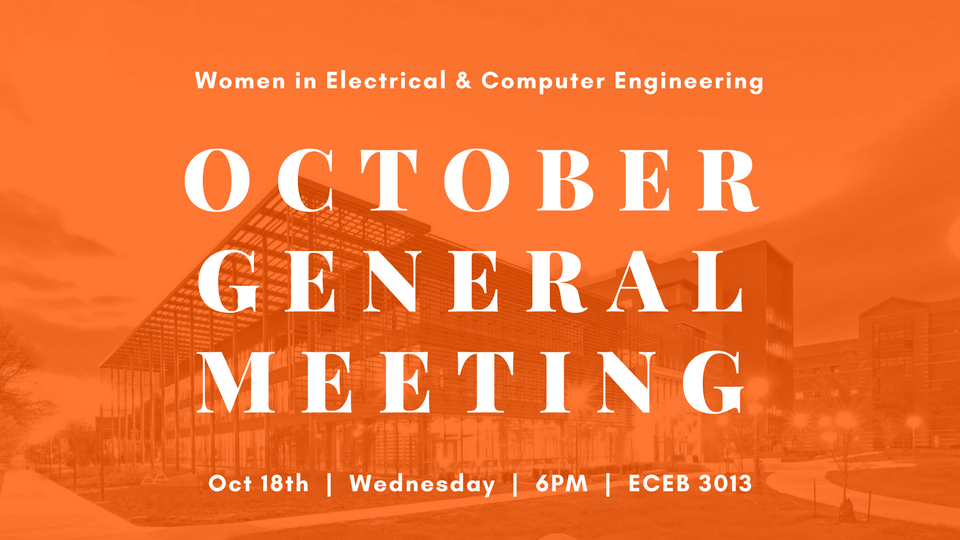 Women in Electrical & Computer Engineering
OCTOBER
GENERAL
MEETING
Oct 18th | Wednesday | 6PM | ECEB 3013